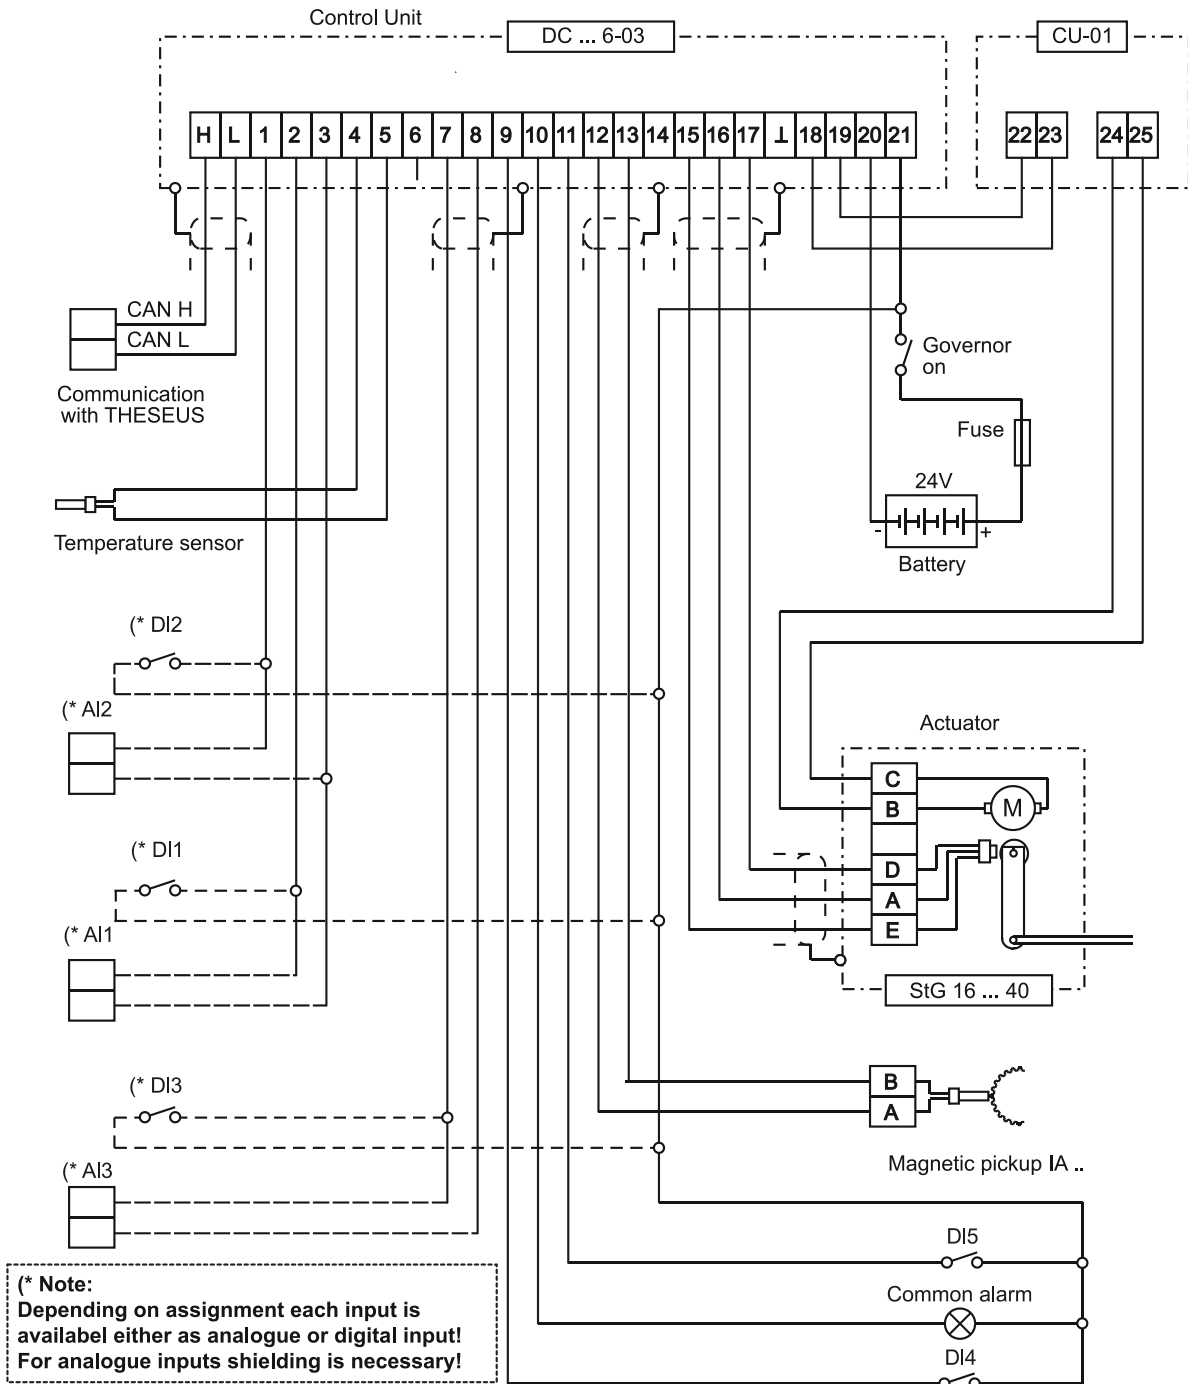 Control Unit
DC ... 6-03
CU-01
H L 1 2 3 4 5 6 7 8 9 10 11 12 13 14 15 16 17 ⊥ 18 19 20 21
22 23 24 25
CAN H
CAN L
Communication
with THESEUS
Governor
on
Fuse
24V
- +
Battery
Temperature sensor
(* DI2
(* AI2
Actuator
C
B
M
(* DI1
D
A
E
(* AI1
StG 16 ... 40
(* DI3
B
A
Magnetic pickup IA ..
(* AI3
DI5
Common alarm
DI4
(* Note:
Depending on assignment each input is
availabel either as analogue or digital input!
For analogue inputs shielding is necessary!